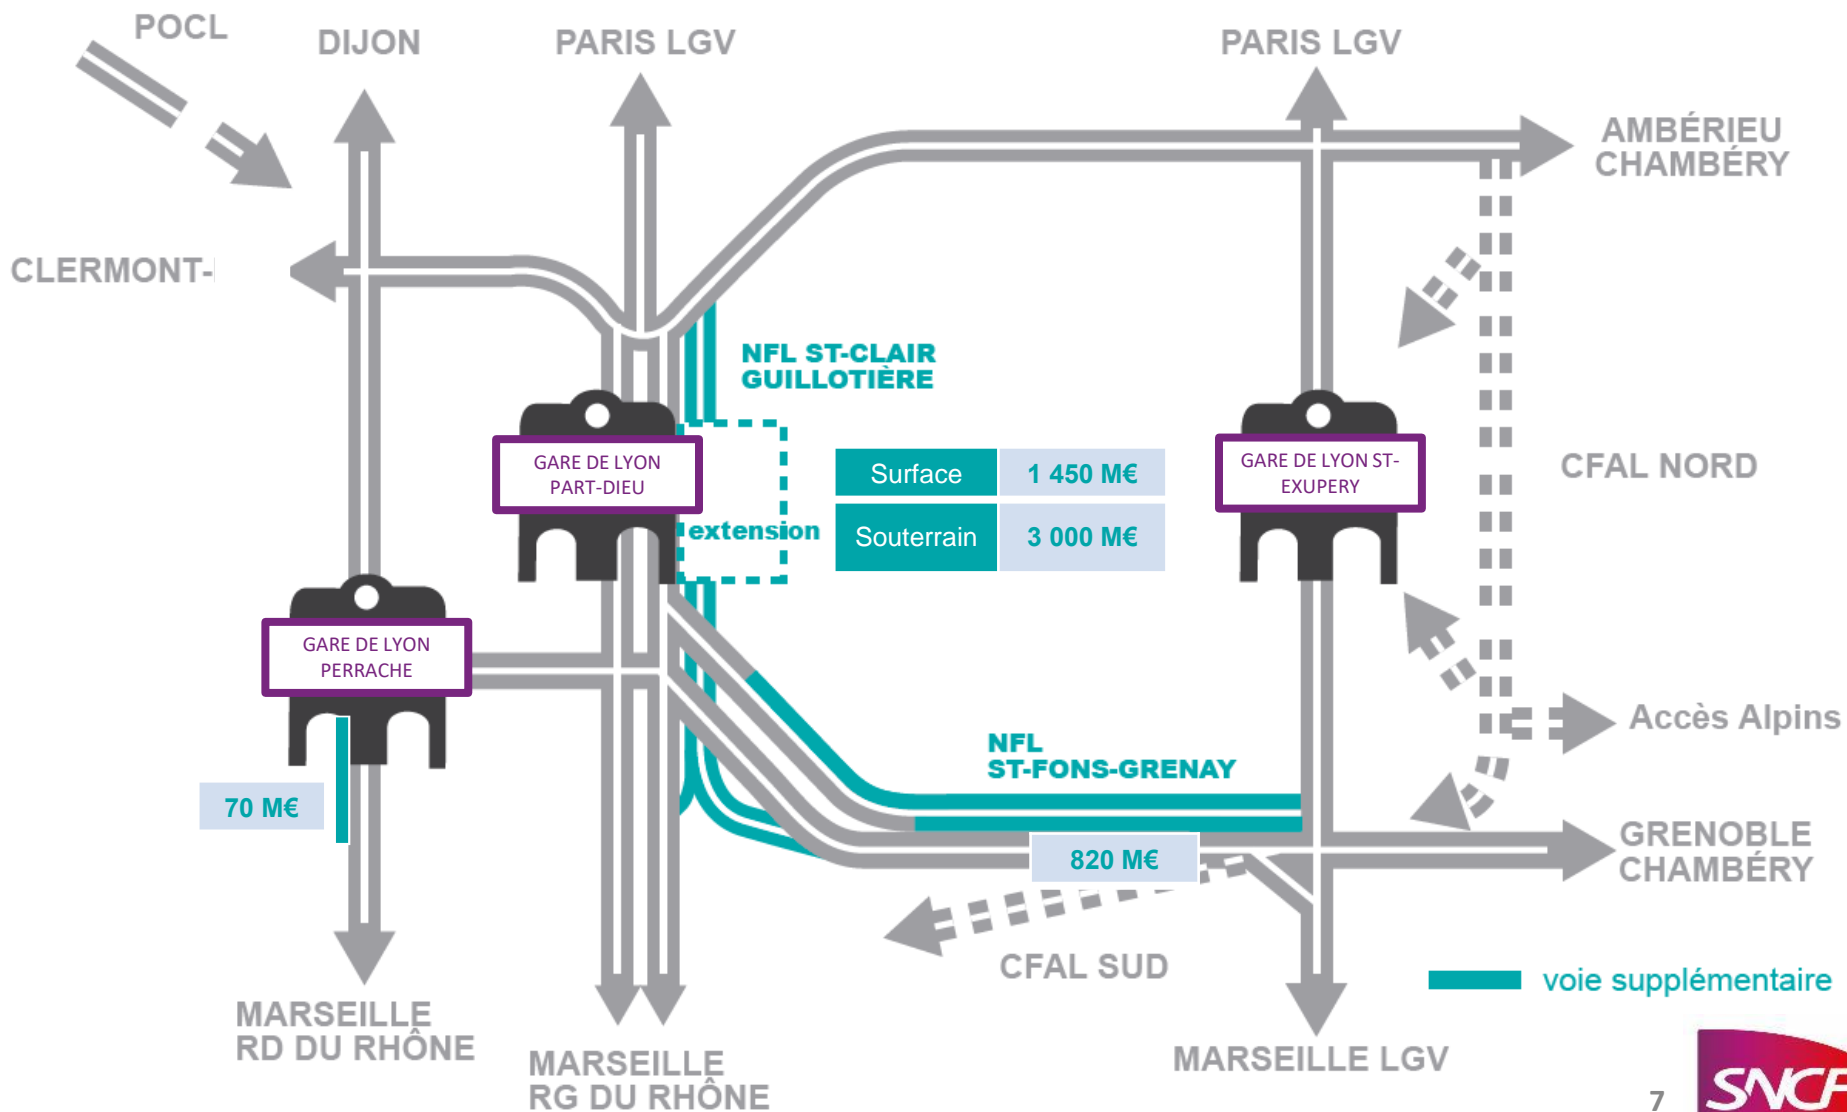 POCL
DIJON
PARIS LGV
PARIS LGV
AMBÉRIEU
CHAMBÉRY
CLERMONT-
NFL ST-CLAIR
GUILLOTIÈRE
GARE DE LYON
PART-DIEU
extension
Surface 1 450 M€
Souterrain 3 000 M€
GARE DE LYON ST-
EXUPERY
CFAL NORD
GARE DE LYON
PERRACHE
70 M€
NFL
ST-FONS-GRENAY
Accès Alpins
820 M€
GRENOBLE
CHAMBÉRY
CFAL SUD
voie supplémentaire
MARSEILLE
RD DU RHÔNE
MARSEILLE
RG DU RHÔNE
MARSEILLE LGV
7
SNCF